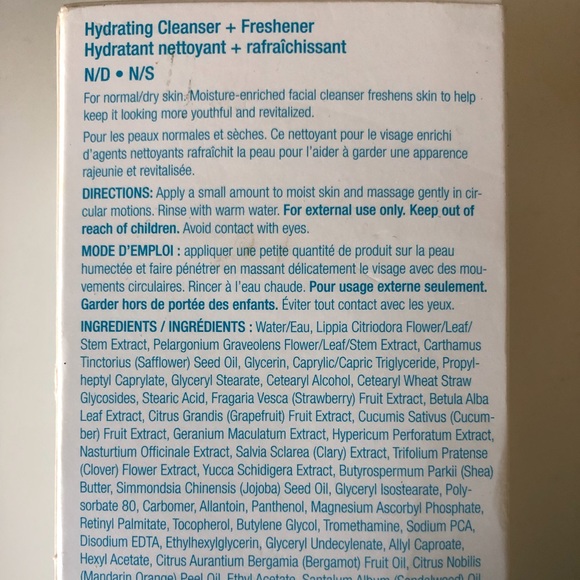 Hydrating Cleanser + Freshener
Hydratant nettoyant + rafraîchissant
N/D • N/S
For normal/dry skin. Moisture-enriched facial cleanser freshens skin to help
keep it looking more youthful and revitalized.
Pour les peaux normales et sèches. Ce nettoyant pour le visage enrichi
d'agents nettoyants rafraîchit la peau pour l'aider à garder une apparence
rajeunie et revitalisée.
DIRECTIONS: Apply a small amount to moist skin and massage gently in cir-
cular motions. Rinse with warm water. For external use only. Keep out of
reach of children. Avoid contact with eyes.
MODE D'EMPLOI : appliquer une petite quantité de produit sur la peau
humectée et faire pénétrer en massant délicatement le visage avec des mou-
vements circulaires. Rincer à l'eau chaude. Pour usage externe seulement.
Garder hors de portée des enfants. Éviter tout contact avec les yeux.
INGREDIENTS / INGRÉDIENTS : Water/Eau, Lippia Citriodora Flower/Leaf/
Stem Extract, Pelargonium Graveolens Flower/Leaf/Stem Extract, Carthamus
Tinctorius (Safflower) Seed Oil, Glycerin, Caprylic/Capric Triglyceride, Propyl-
heptyl Caprylate, Glyceryl Stearate, Cetearyl Alcohol, Cetearyl Wheat Straw
Glycosides, Stearic Acid, Fragaria Vesca (Strawberry) Fruit Extract, Betula Alba
Leaf Extract, Citrus Grandis (Grapefruit) Fruit Extract, Cucumis Sativus (Cucum-
ber) Fruit Extract, Geranium Maculatum Extract, Hypericum Perforatum Extract,
Nasturtium Officinale Extract, Salvia Sclarea (Clary) Extract, Trifolium Pratense
(Clover) Flower Extract, Yucca Schidigera Extract, Butyrospermum Parkii (Shea)
Butter, Simmondsia Chinensis (Jojoba) Seed Oil, Glyceryl Isostearate, Poly-
sorbate 80, Carbomer, Allantoin, Panthenol, Magnesium Ascorbyl Phosphate,
Retinyl Palmitate, Tocopherol, Butylene Glycol, Tromethamine, Sodium PCA,
Disodium EDTA, Ethylhexylglycerin, Glyceryl Undecylenate, Allyl Caproate,
Hexyl Acetate, Citrus Aurantium Bergamia (Bergamot) Fruit Oil, Citrus Nobilis
(Mandarin Orange) Peel Oil, Ethyl Acetate, Santalum Album (Sandalwood) Oil